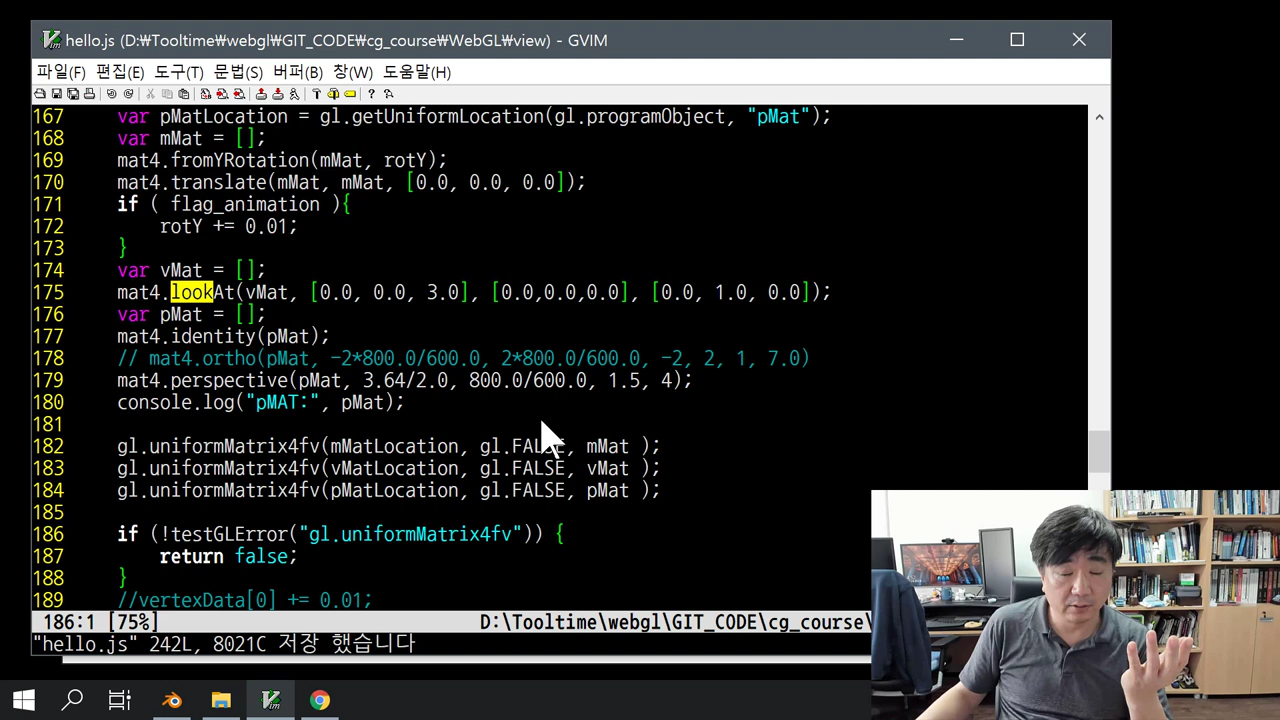 hello.js (D:₩Tooltime₩webgl₩GIT_CODE₩cg_course₩WebGL₩view) - GVIM
파일(F) 편집(E) 도구(T) 문법(S) 버퍼(B) 창(W) 도움말(H)
167     var pMatLocation = gl.getUniformLocation(gl.programObject, "pMat");
168     var mMat = [];
169     mat4.fromYRotation(mMat, rotY);
170     mat4.translate(mMat, mMat, [0.0, 0.0, 0.0]);
171     if ( flag_animation ){
172         rotY += 0.01;
173     }
174     var vMat = [];
175     mat4.lookAt(vMat, [0.0, 0.0, 3.0], [0.0,0.0,0.0], [0.0, 1.0, 0.0]);
176     var pMat = [];
177     mat4.identity(pMat);
178     // mat4.ortho(pMat, -2*800.0/600.0, 2*800.0/600.0, -2, 2, 1, 7.0)
179     mat4.perspective(pMat, 3.64/2.0, 800.0/600.0, 1.5, 4);
180     console.log("pMAT:", pMat);
181
182     gl.uniformMatrix4fv(mMatLocation, gl.FALSE, mMat );
183     gl.uniformMatrix4fv(vMatLocation, gl.FALSE, vMat );
184     gl.uniformMatrix4fv(pMatLocation, gl.FALSE, pMat );
185
186     if (!testGLError("gl.uniformMatrix4fv")) {
187         return false;
188     }
189     //vertexData[0] += 0.01;
186:1 [75%] D:\Tooltime\webgl\GIT_CODE\cg_course\
"hello.js" 242L, 8021C 저장 했습니다